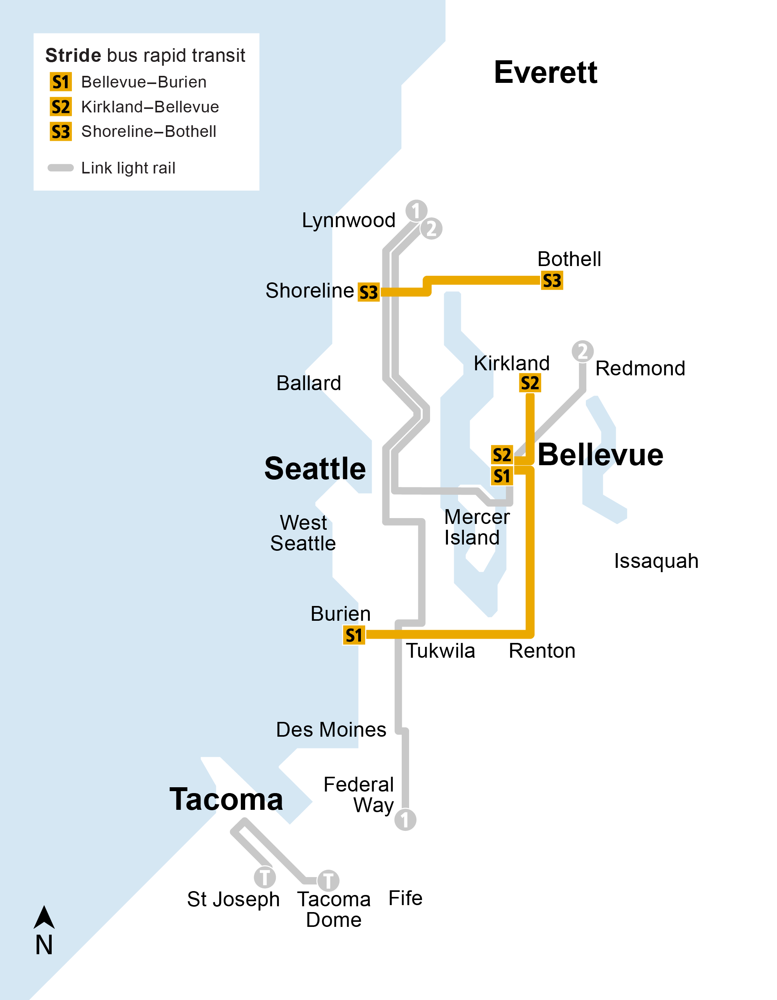 Stride bus rapid transit
S1 Bellevue–Burien
S2 Kirkland–Bellevue
S3 Shoreline–Bothell
Link light rail
Everett
1
Lynnwood
2
Bothell
S3
Shoreline S3
2
Kirkland
Redmond
S2
Ballard
S2
Bellevue
Seattle
S1
Mercer
Island
West
Seattle
Issaquah
Burien
S1
Tukwila
Renton
Des Moines
Federal
Way
Tacoma
1
T
T
St Joseph
Tacoma
Dome
Fife
N